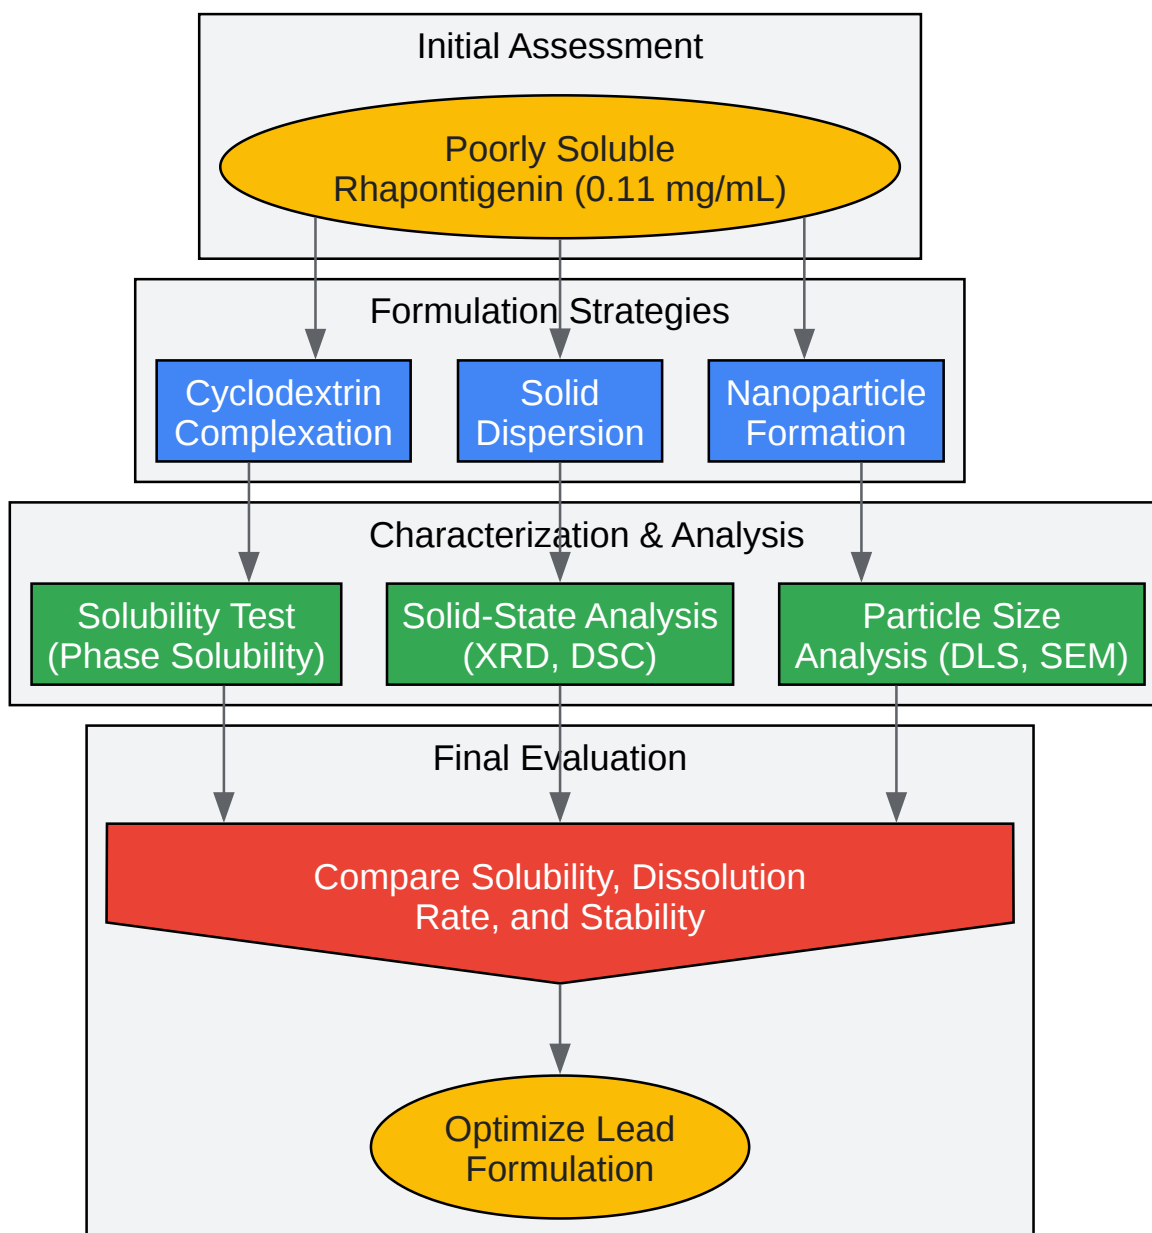 Initial Assessment
Poorly Soluble
Rhapontigenin (0.11 mg/mL)
Formulation Strategies
Cyclodextrin
Complexation
Solid
Dispersion
Nanoparticle
Formation
Characterization & Analysis
Solubility Test
(Phase Solubility)
Solid-State Analysis
(XRD, DSC)
Particle Size
Analysis (DLS, SEM)
Final Evaluation
Compare Solubility, Dissolution
Rate, and Stability
Optimize Lead
Formulation